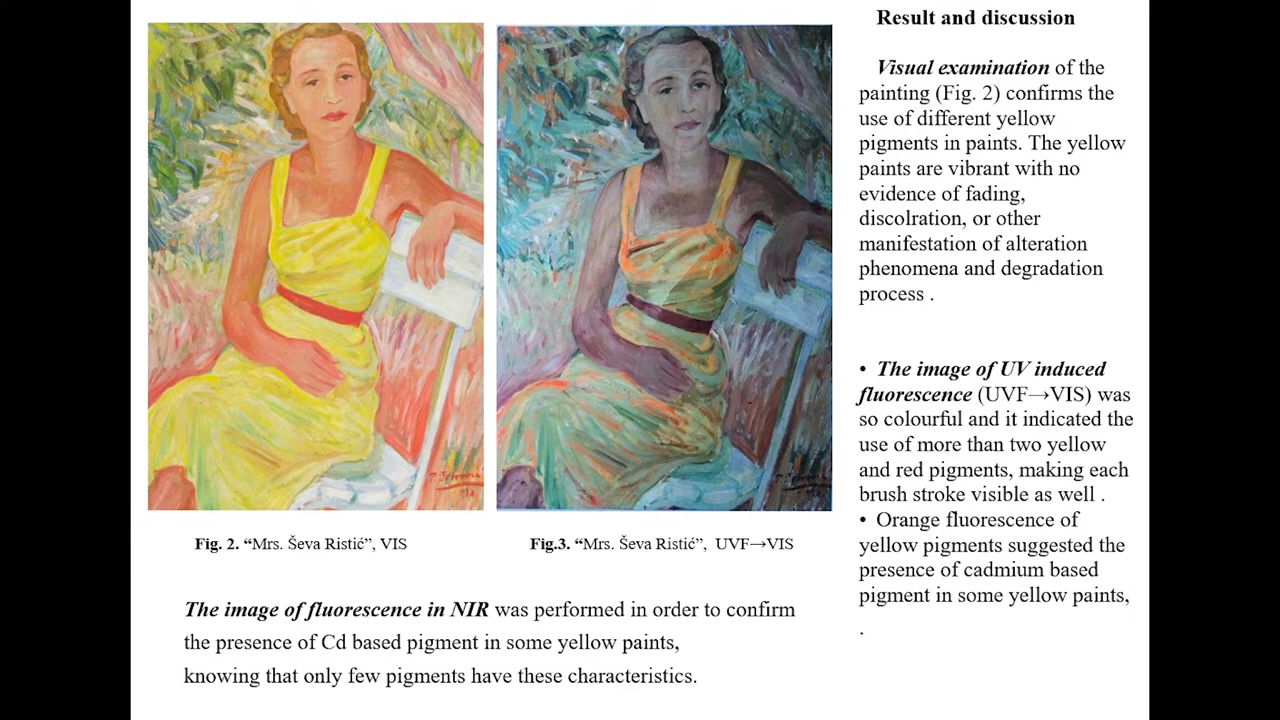 Result and discussion
Visual examination of the
painting (Fig. 2) confirms the
use of different yellow
pigments in paints. The yellow
paints are vibrant with no
evidence of fading,
discolration, or other
manifestation of alteration
phenomena and degradation
process .
• The image of UV induced
fluorescence (UVF→VIS) was
so colourful and it indicated the
use of more than two yellow
and red pigments, making each
brush stroke visible as well .
• Orange fluorescence of
yellow pigments suggested the
presence of cadmium based
pigment in some yellow paints,
.
Fig. 2. “Mrs. Ševa Ristić”, VIS
Fig.3. “Mrs. Ševa Ristić”, UVF→VIS
The image of fluorescence in NIR was performed in order to confirm
the presence of Cd based pigment in some yellow paints,
knowing that only few pigments have these characteristics.